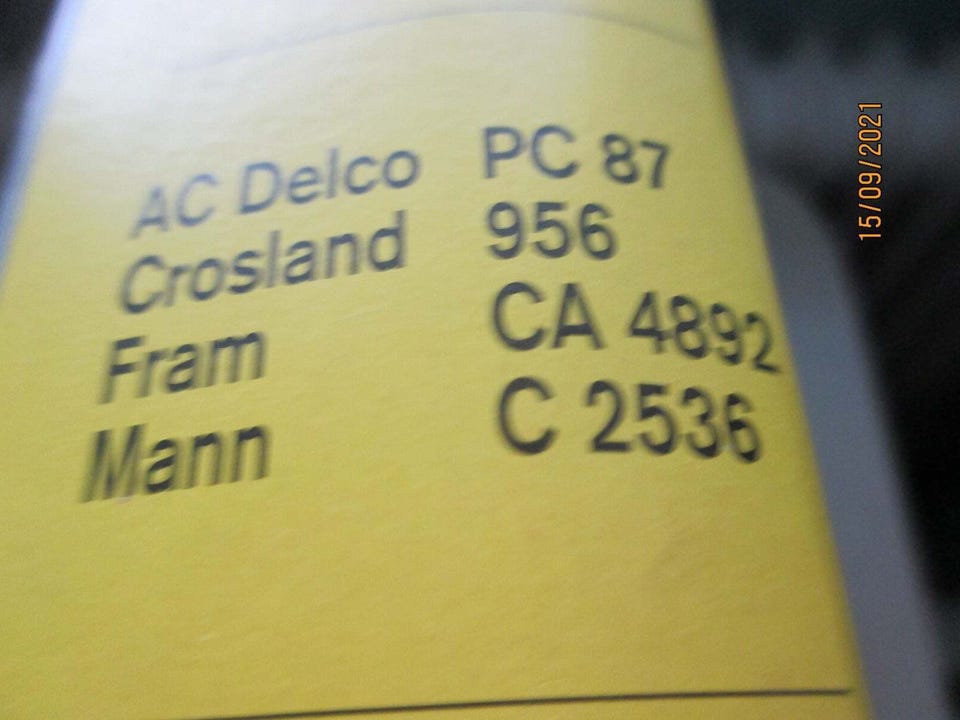 AC Delco PC 87
Crosland 956
Fram CA 4892
Mann C 2536
15/09/2021